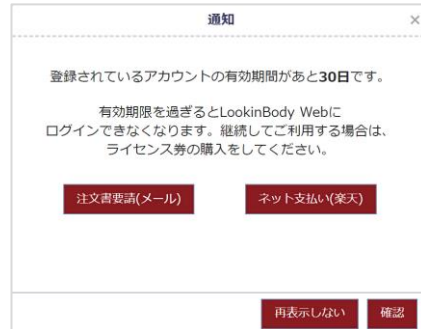 通知
×
登録されているアカウントの有効期間があと30日です。
有効期限を過ぎるとLookinBody Webに
ログインできなくなります。継続してご利用する場合は、
ライセンス券の購入をしてください。
注文書要請(メール)
ネット支払い(楽天)
再表示しない
確認